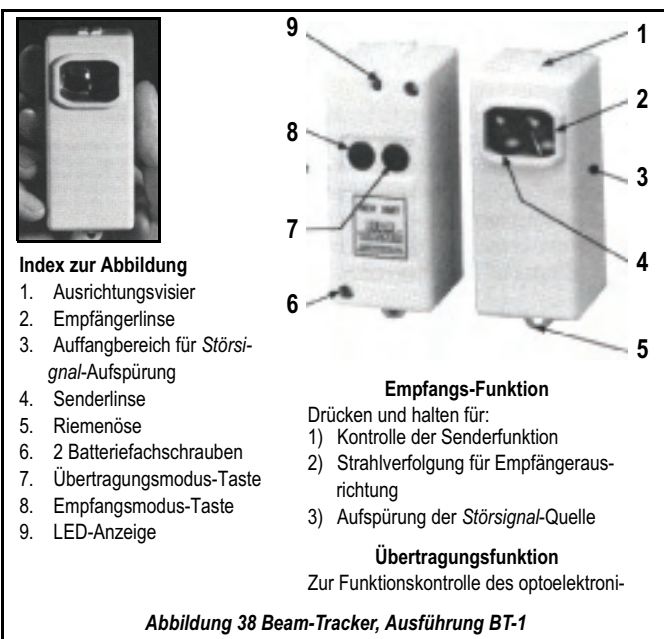 9
8
7
6
1
2
3
4
5
Index zur Abbildung
1. Ausrichtungsvisier
2. Empfängerlinse
3. Auffangbereich für Störsi-
gnal-Aufspürung
4. Senderlinse
5. Riemenöse
6. 2 Batteriefachschrauben
7. Übertragungsmodus-Taste
8. Empfangsmodus-Taste
9. LED-Anzeige
Empfangs-Funktion
Drücken und halten für:
1) Kontrolle der Senderfunktion
2) Strahlverfolgung für Empfängeraus-
richtung
3) Aufspürung der Störsignal-Quelle
Übertragungsfunktion
Zur Funktionskontrolle des optoelektroni-
Abbildung 38 Beam-Tracker, Ausführung BT-1